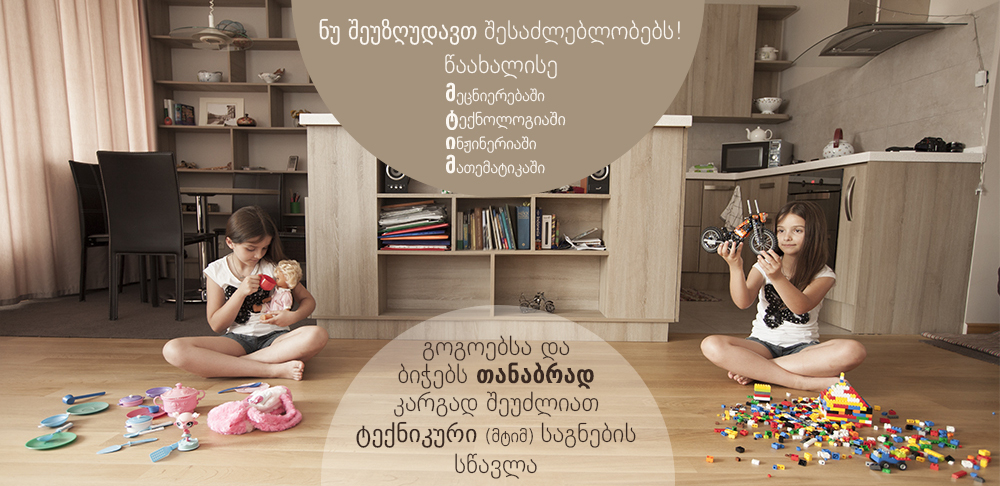 ნუ შეუზღუდავთ შესაძლებლობებს!
წაახალისე
მეცნიერებაში
ტექნოლოგიაში
ინჟინერიაში
მათემატიკაში
გოგოებსა და
ბიჭებს თანაბრად
კარგად შეუძლიათ
ტექნიკური (მტიმ) საგნების
სწავლა